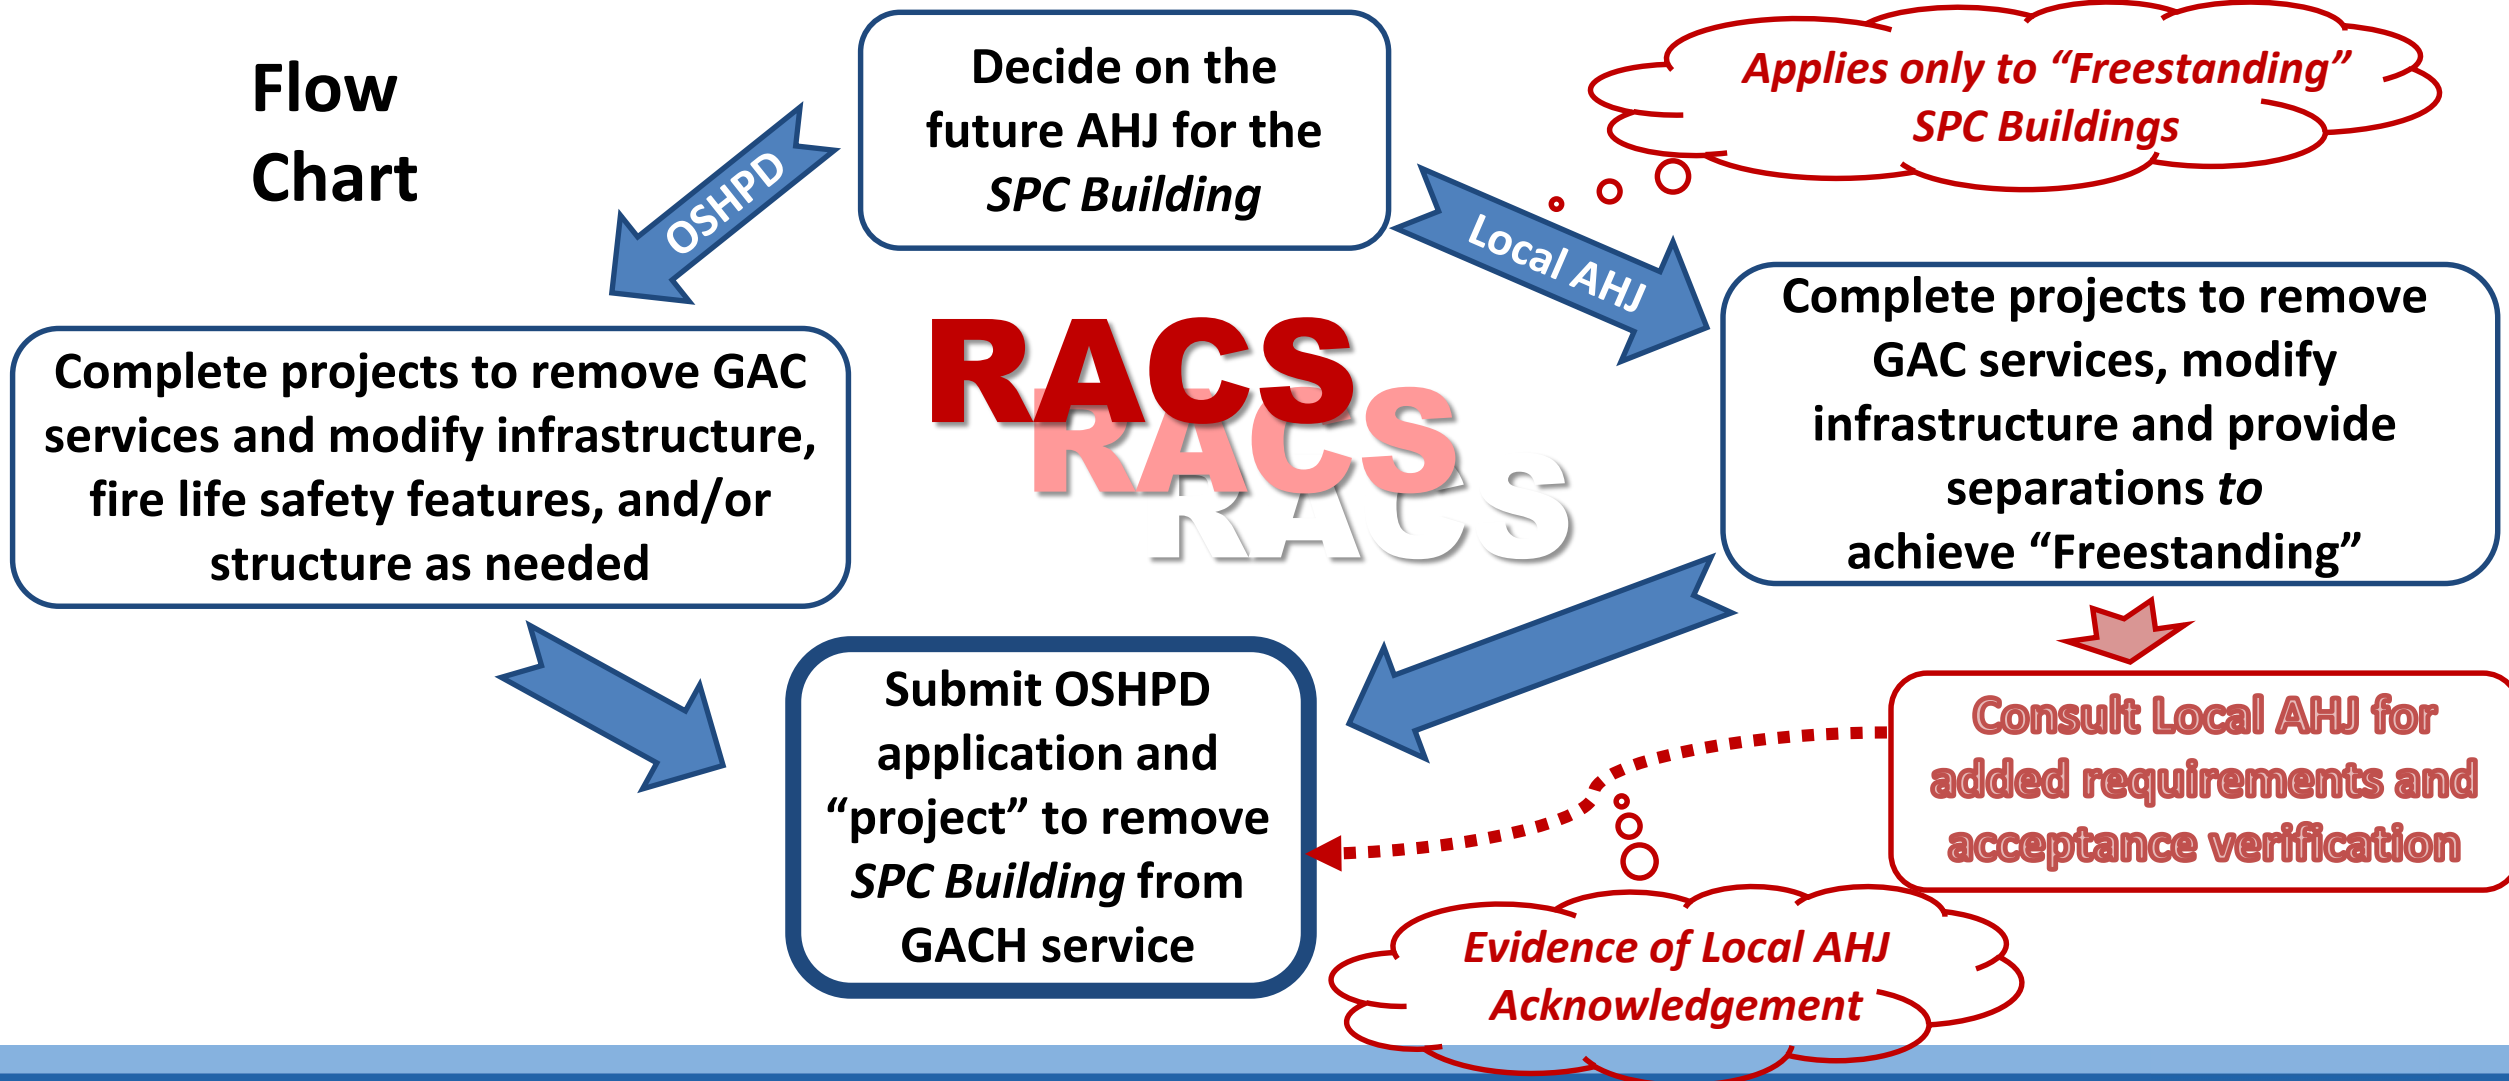 Flow
Chart
Decide on the
future AHJ for the
SPC Building
Applies only to “Freestanding”
SPC Buildings
OSHPD
Local AHJ
Complete projects to remove GAC
services and modify infrastructure,
fire life safety features, and/or
structure as needed
RACS
RACS
RACS
Complete projects to remove
GAC services, modify
infrastructure and provide
separations to
achieve “Freestanding”
Submit OSHPD
application and
“project” to remove
SPC Building from
GACH service
Consult Local AHJ for
added requirements and
acceptance verification
Evidence of Local AHJ
Acknowledgement